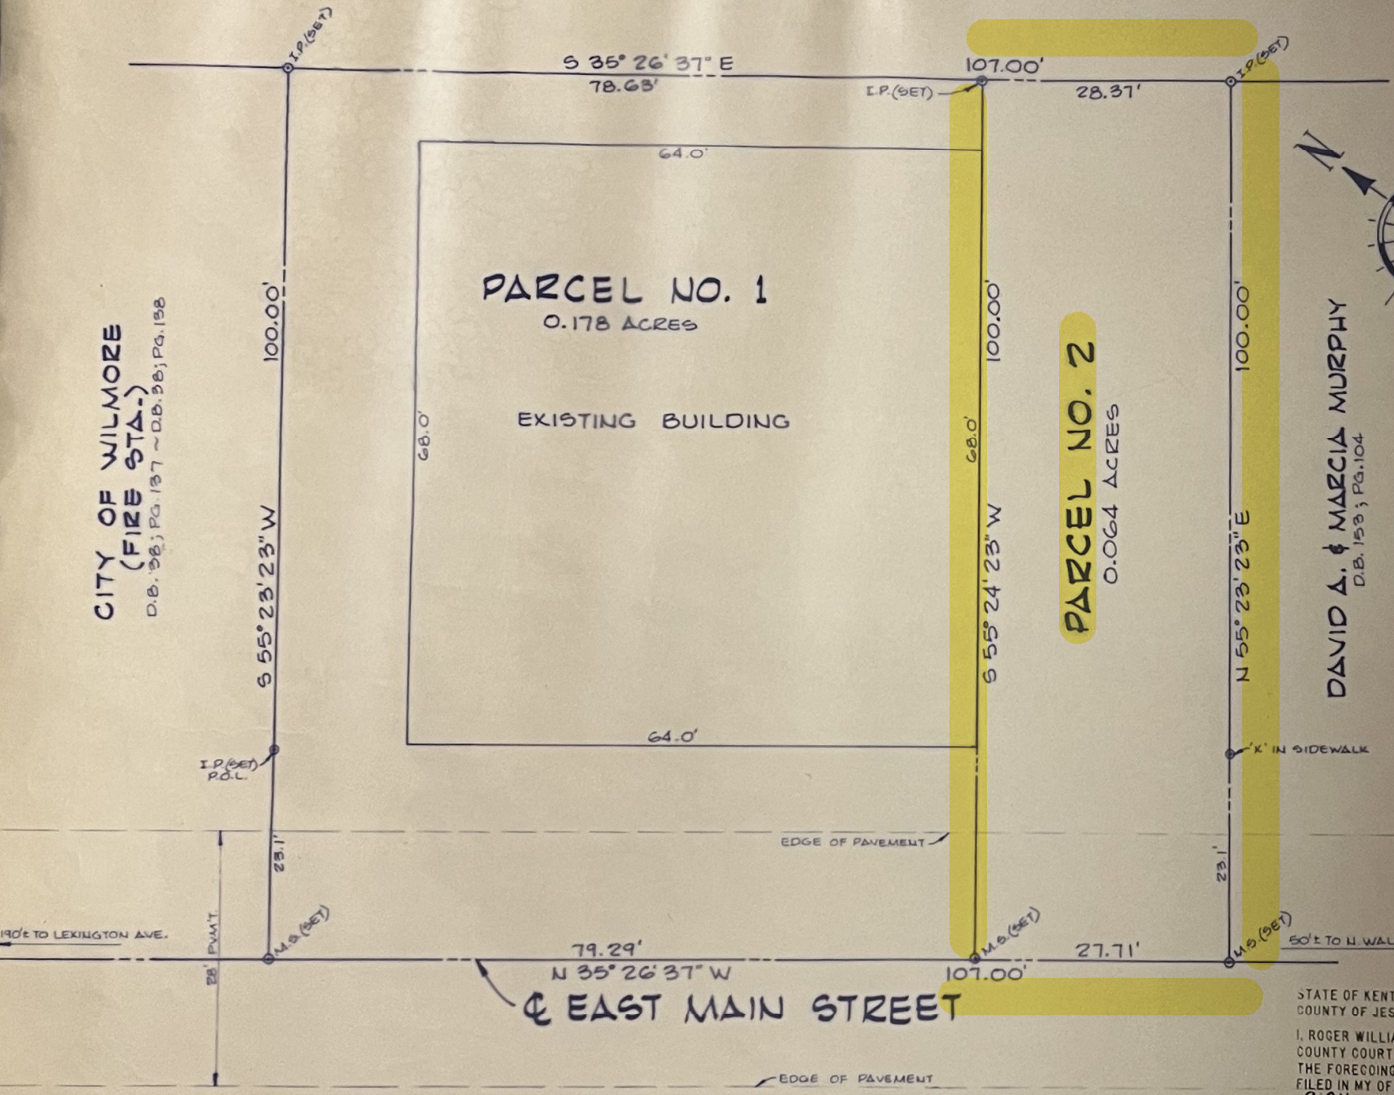 I.P.(SET)
S 35° 26' 37" E
78.63'
I.P.(SET)
107.00'
28.37'
I.P.(SET)
N
64.0'
PARCEL NO. 1
0.178 ACRES
EXISTING BUILDING
CITY OF WILMORE
(FIRE STA.)
D.B. 38; PG. 137 ~ D.B. 38; PG. 138
100.00'
S 55° 23' 23" W
68.0'
68.0'
100.00'
S 55° 24' 23" W
PARCEL NO. 2
0.064 ACRES
100.00'
N 55° 23' 23" E
DAVID A. & MARCIA MURPHY
D.B. 153; PG. 104
64.0'
I.P.(SET)
P.O.L.
'X' IN SIDEWALK
EDGE OF PAVEMENT
23.1'
23.1'
28' PVM'T.
190'± TO LEXINGTON AVE.
M.S.(SET)
79.29'
N 35° 26' 37" W
M.S.(SET)
107.00'
27.71'
M.S.(SET)
50'± TO N. WAL
℄ EAST MAIN STREET
EDGE OF PAVEMENT
STATE OF KENT
COUNTY OF JES
I, ROGER WILLIA
COUNTY COURT
THE FOREGOING
FILED IN MY OF